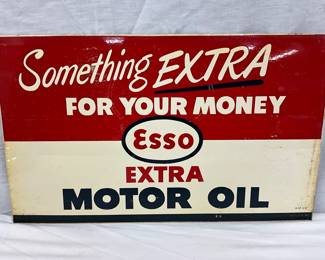 Something EXTRA
FOR YOUR MONEY
Esso
EXTRA
MOTOR OIL